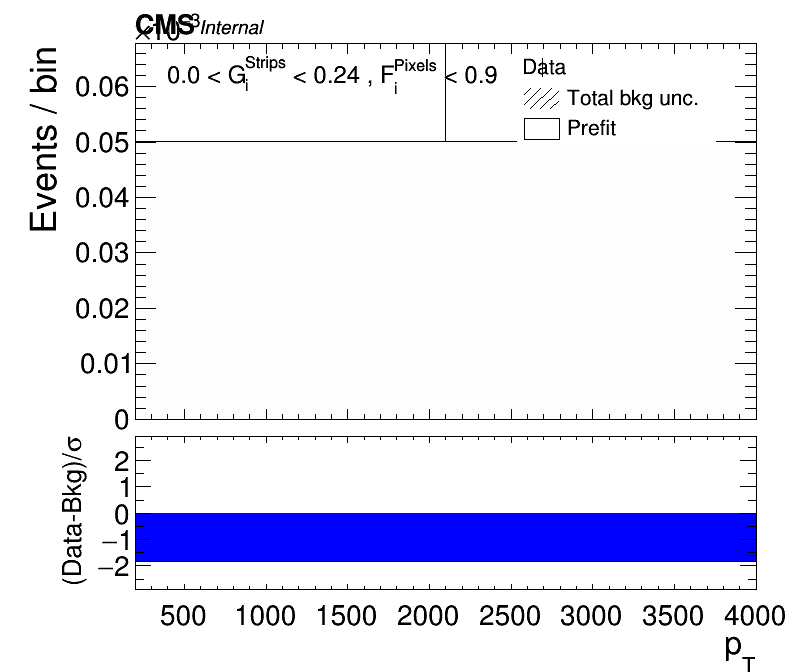 CMS Internal
×10³
0.0 < G_i^Strips < 0.24 , F_i^Pixels < 0.9
Data
Total bkg unc.
Prefit
Events / bin
0.06
0.05
0.04
0.03
0.02
0.01
0
(Data-Bkg)/σ
2
1
0
−1
−2
500 1000 1500 2000 2500 3000 3500 4000
p_T